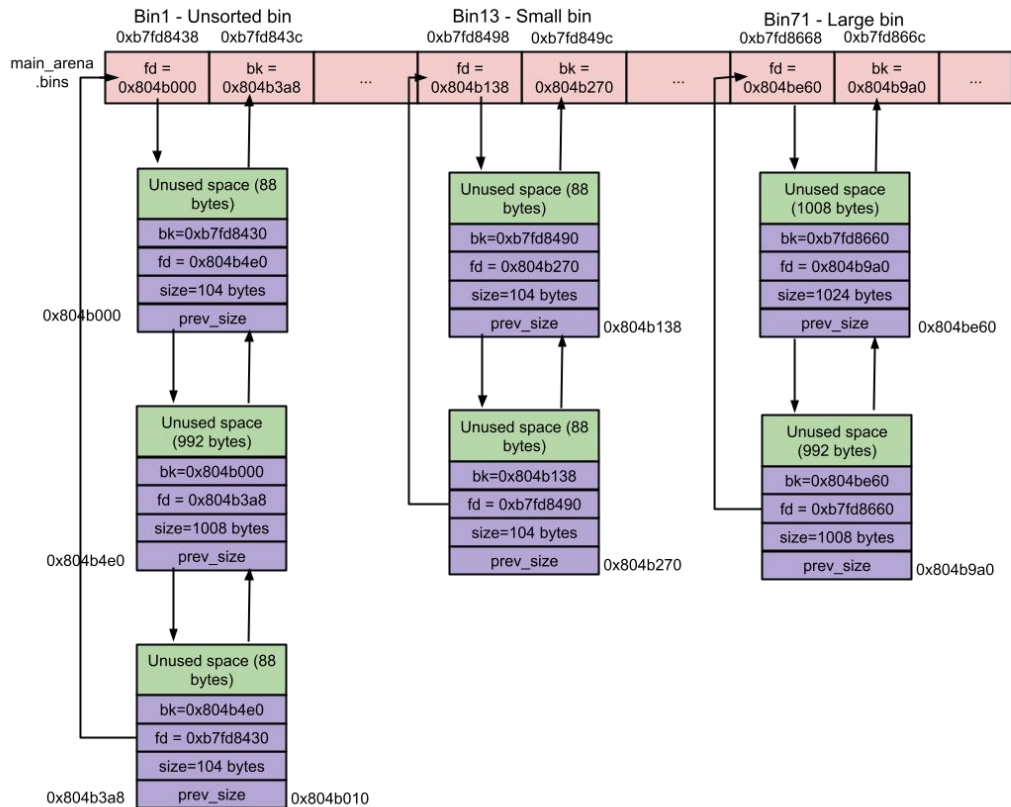 Bin1 - Unsorted bin
0xb7fd8438
0xb7fd843c
Bin13 - Small bin
0xb7fd8498
0xb7fd849c
Bin71 - Large bin
0xb7fd8668
0xb7fd866c
main_arena
.bins
fd =
0x804b000
bk =
0x804b3a8
...
fd =
0x804b138
bk =
0x804b270
...
fd =
0x804be60
bk =
0x804b9a0
...
Unused space (88
bytes)
bk=0xb7fd8430
fd = 0x804b4e0
size=104 bytes
prev_size
0x804b000
Unused space
(992 bytes)
bk=0x804b000
fd = 0x804b3a8
size=1008 bytes
prev_size
0x804b4e0
Unused space (88
bytes)
bk=0x804b4e0
fd = 0xb7fd8430
size=104 bytes
prev_size
0x804b3a8
0x804b010
Unused space (88
bytes)
bk=0xb7fd8490
fd = 0x804b270
size=104 bytes
prev_size
0x804b138
Unused space (88
bytes)
bk=0x804b138
fd = 0xb7fd8490
size=104 bytes
prev_size
0x804b270
Unused space
(1008 bytes)
bk=0xb7fd8660
fd = 0x804b9a0
size=1024 bytes
prev_size
0x804be60
Unused space
(992 bytes)
bk=0x804be60
fd = 0xb7fd8660
size=1008 bytes
prev_size
0x804b9a0